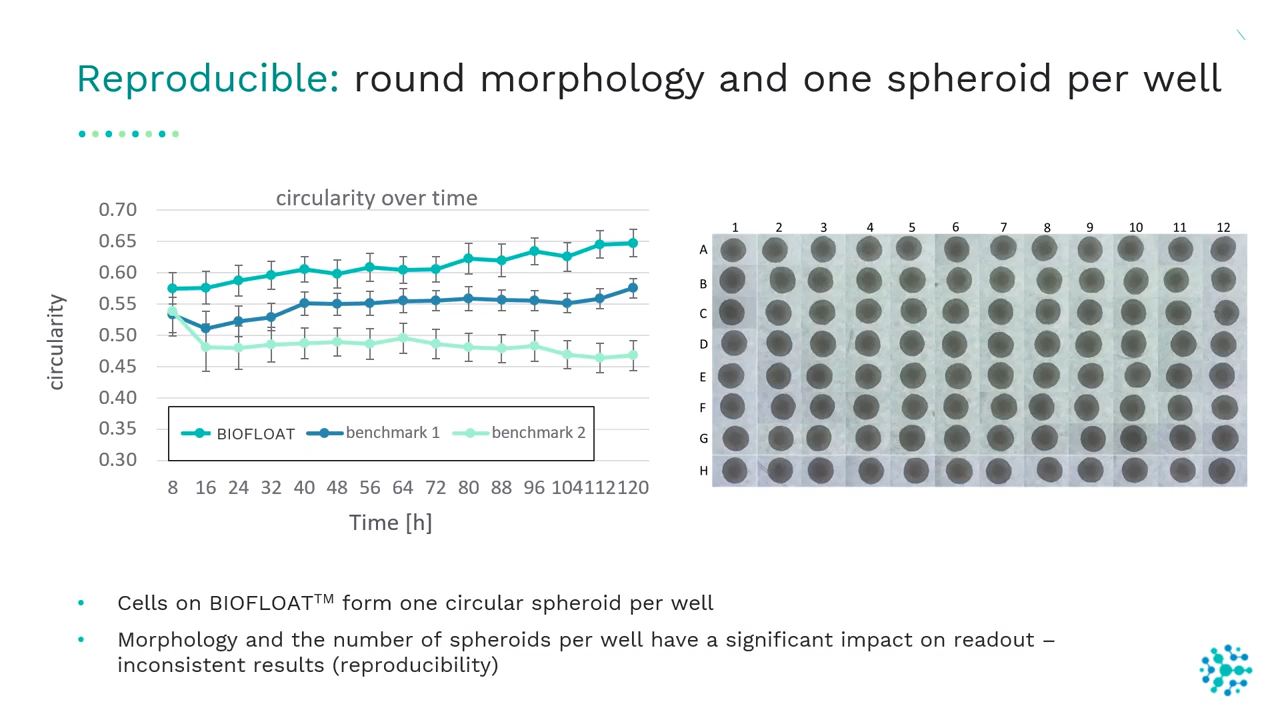 Reproducible: round morphology and one spheroid per well
circularity over time
circularity
0.70
0.65
0.60
0.55
0.50
0.45
0.40
0.35
0.30
BIOFLOAT benchmark 1 benchmark 2
8 16 24 32 40 48 56 64 72 80 88 96 104 112 120
Time [h]
1 2 3 4 5 6 7 8 9 10 11 12
A
B
C
D
E
F
G
H
• Cells on BIOFLOAT™ form one circular spheroid per well
• Morphology and the number of spheroids per well have a significant impact on readout –
inconsistent results (reproducibility)